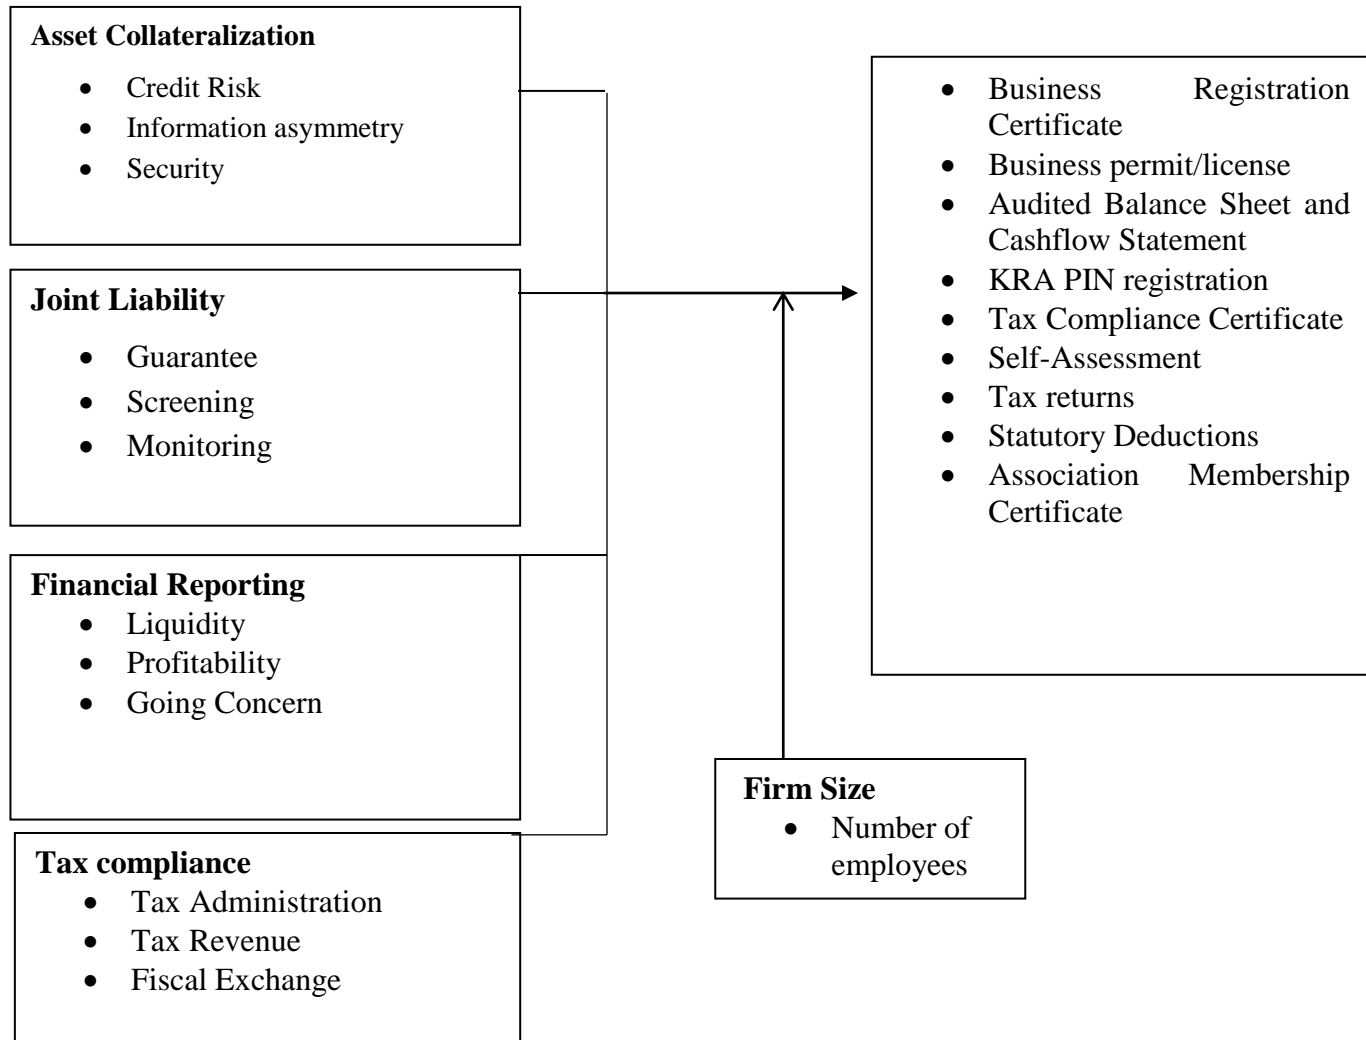 Asset Collateralization
• Credit Risk
• Information asymmetry
• Security
Joint Liability
• Guarantee
• Screening
• Monitoring
Financial Reporting
• Liquidity
• Profitability
• Going Concern
Tax compliance
• Tax Administration
• Tax Revenue
• Fiscal Exchange
• Business Registration
Certificate
• Business permit/license
• Audited Balance Sheet and
Cashflow Statement
• KRA PIN registration
• Tax Compliance Certificate
• Self-Assessment
• Tax returns
• Statutory Deductions
• Association Membership
Certificate
Firm Size
• Number of
employees